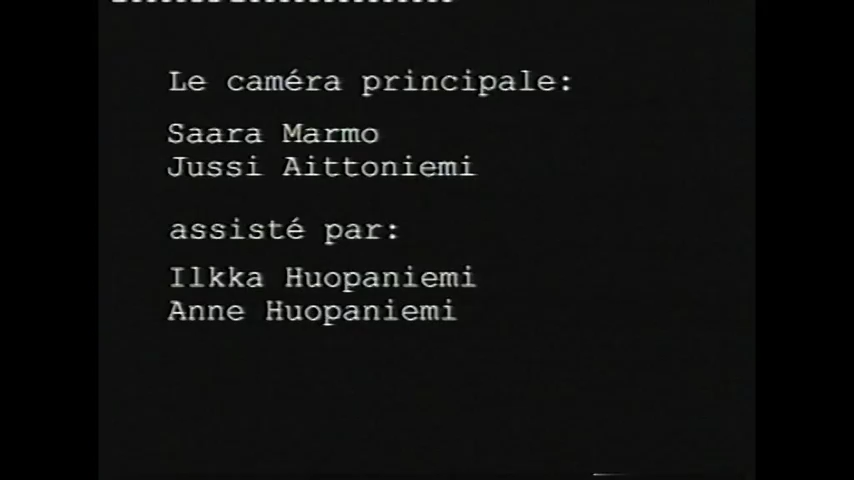 Le caméra principale:
Saara Marmo
Jussi Aittoniemi
assisté par:
Ilkka Huopaniemi
Anne Huopaniemi